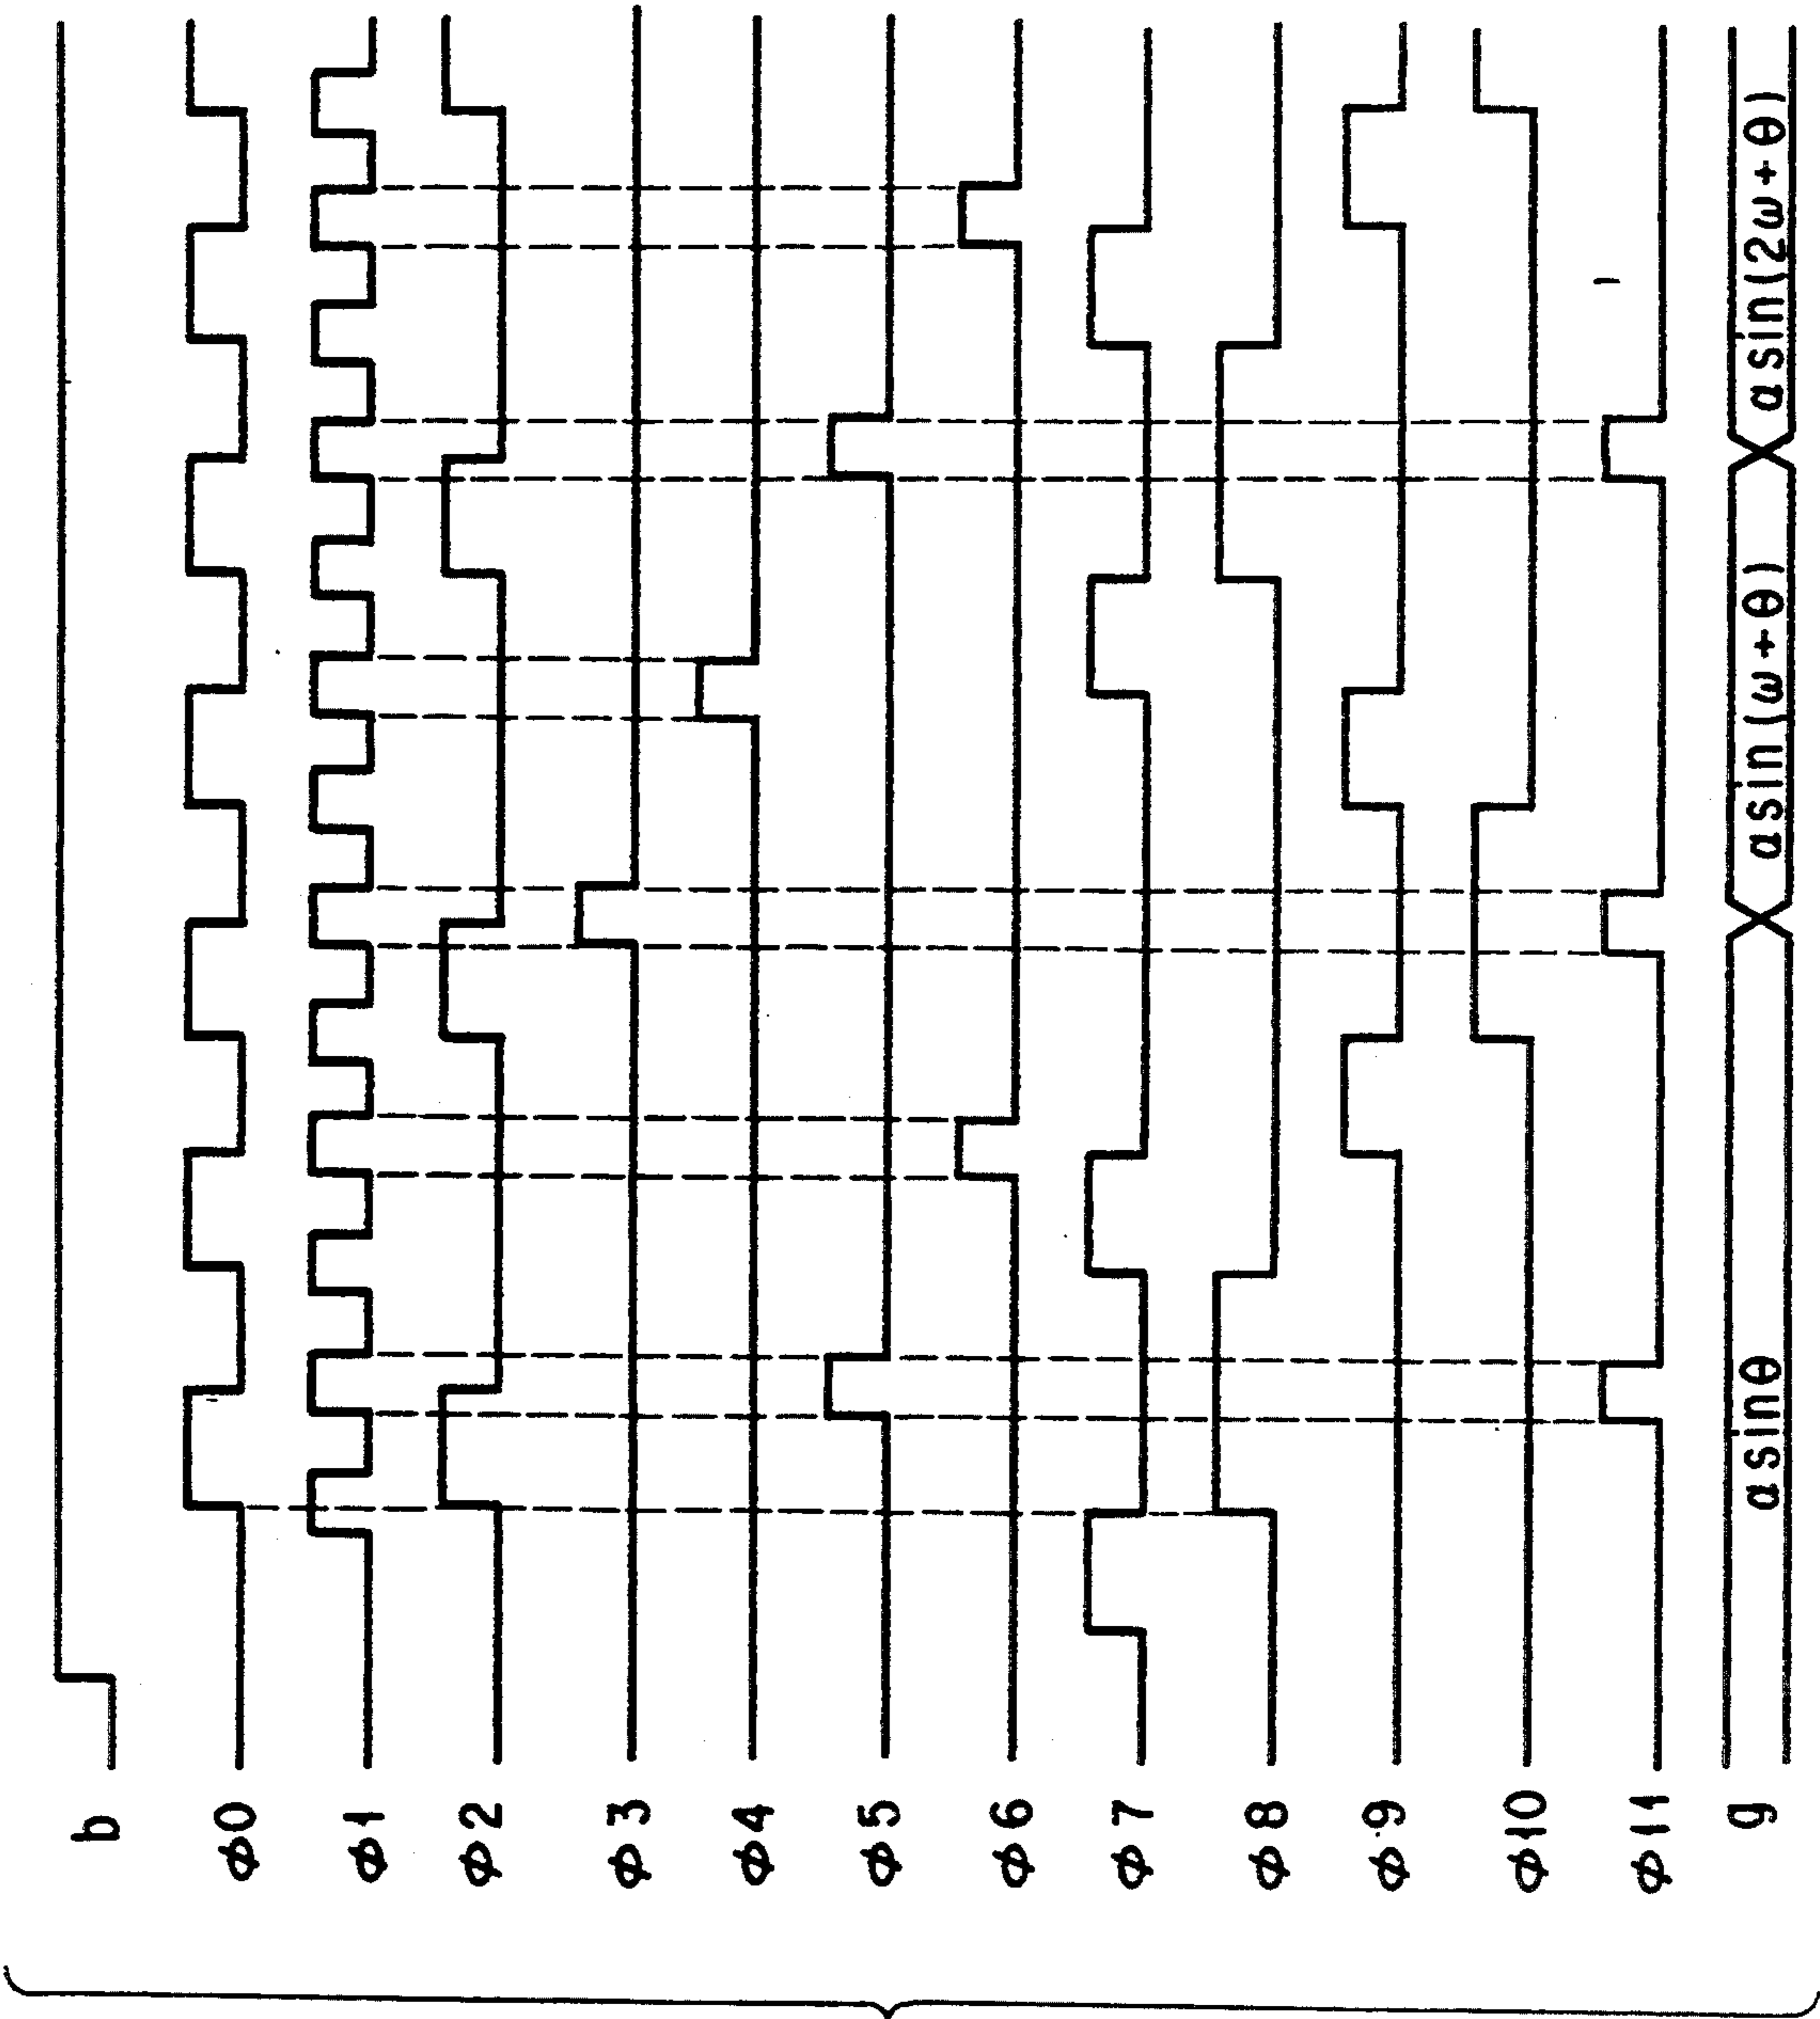 b
ϕ0
ϕ1
ϕ2
ϕ3
ϕ4
ϕ5
ϕ6
ϕ7
ϕ8
ϕ9
ϕ10
ϕ11
g a sinθ a sin(ω+θ) a sin(2ω+θ)